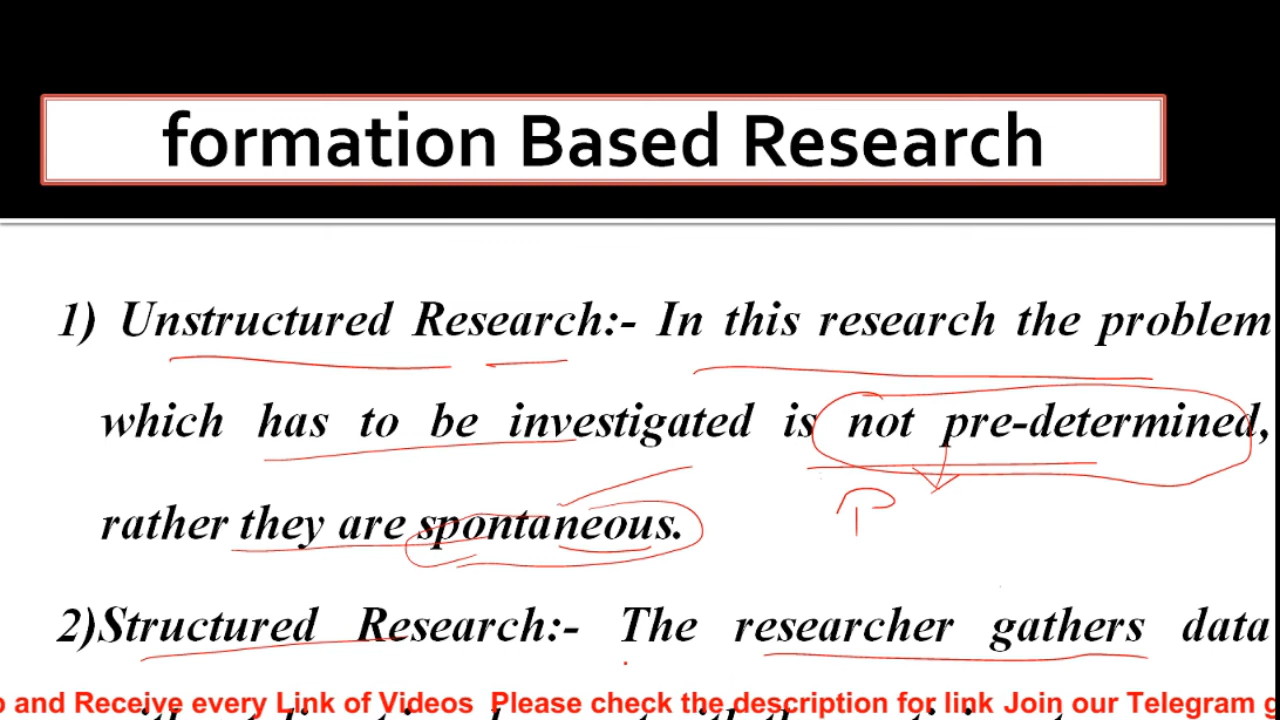 formation Based Research
1) Unstructured Research:- In this research the problem
which has to be investigated is not pre-determined,
rather they are spontaneous.
P
2)Structured Research:- The researcher gathers data
and Receive every Link of Videos Please check the description for link Join our Telegram